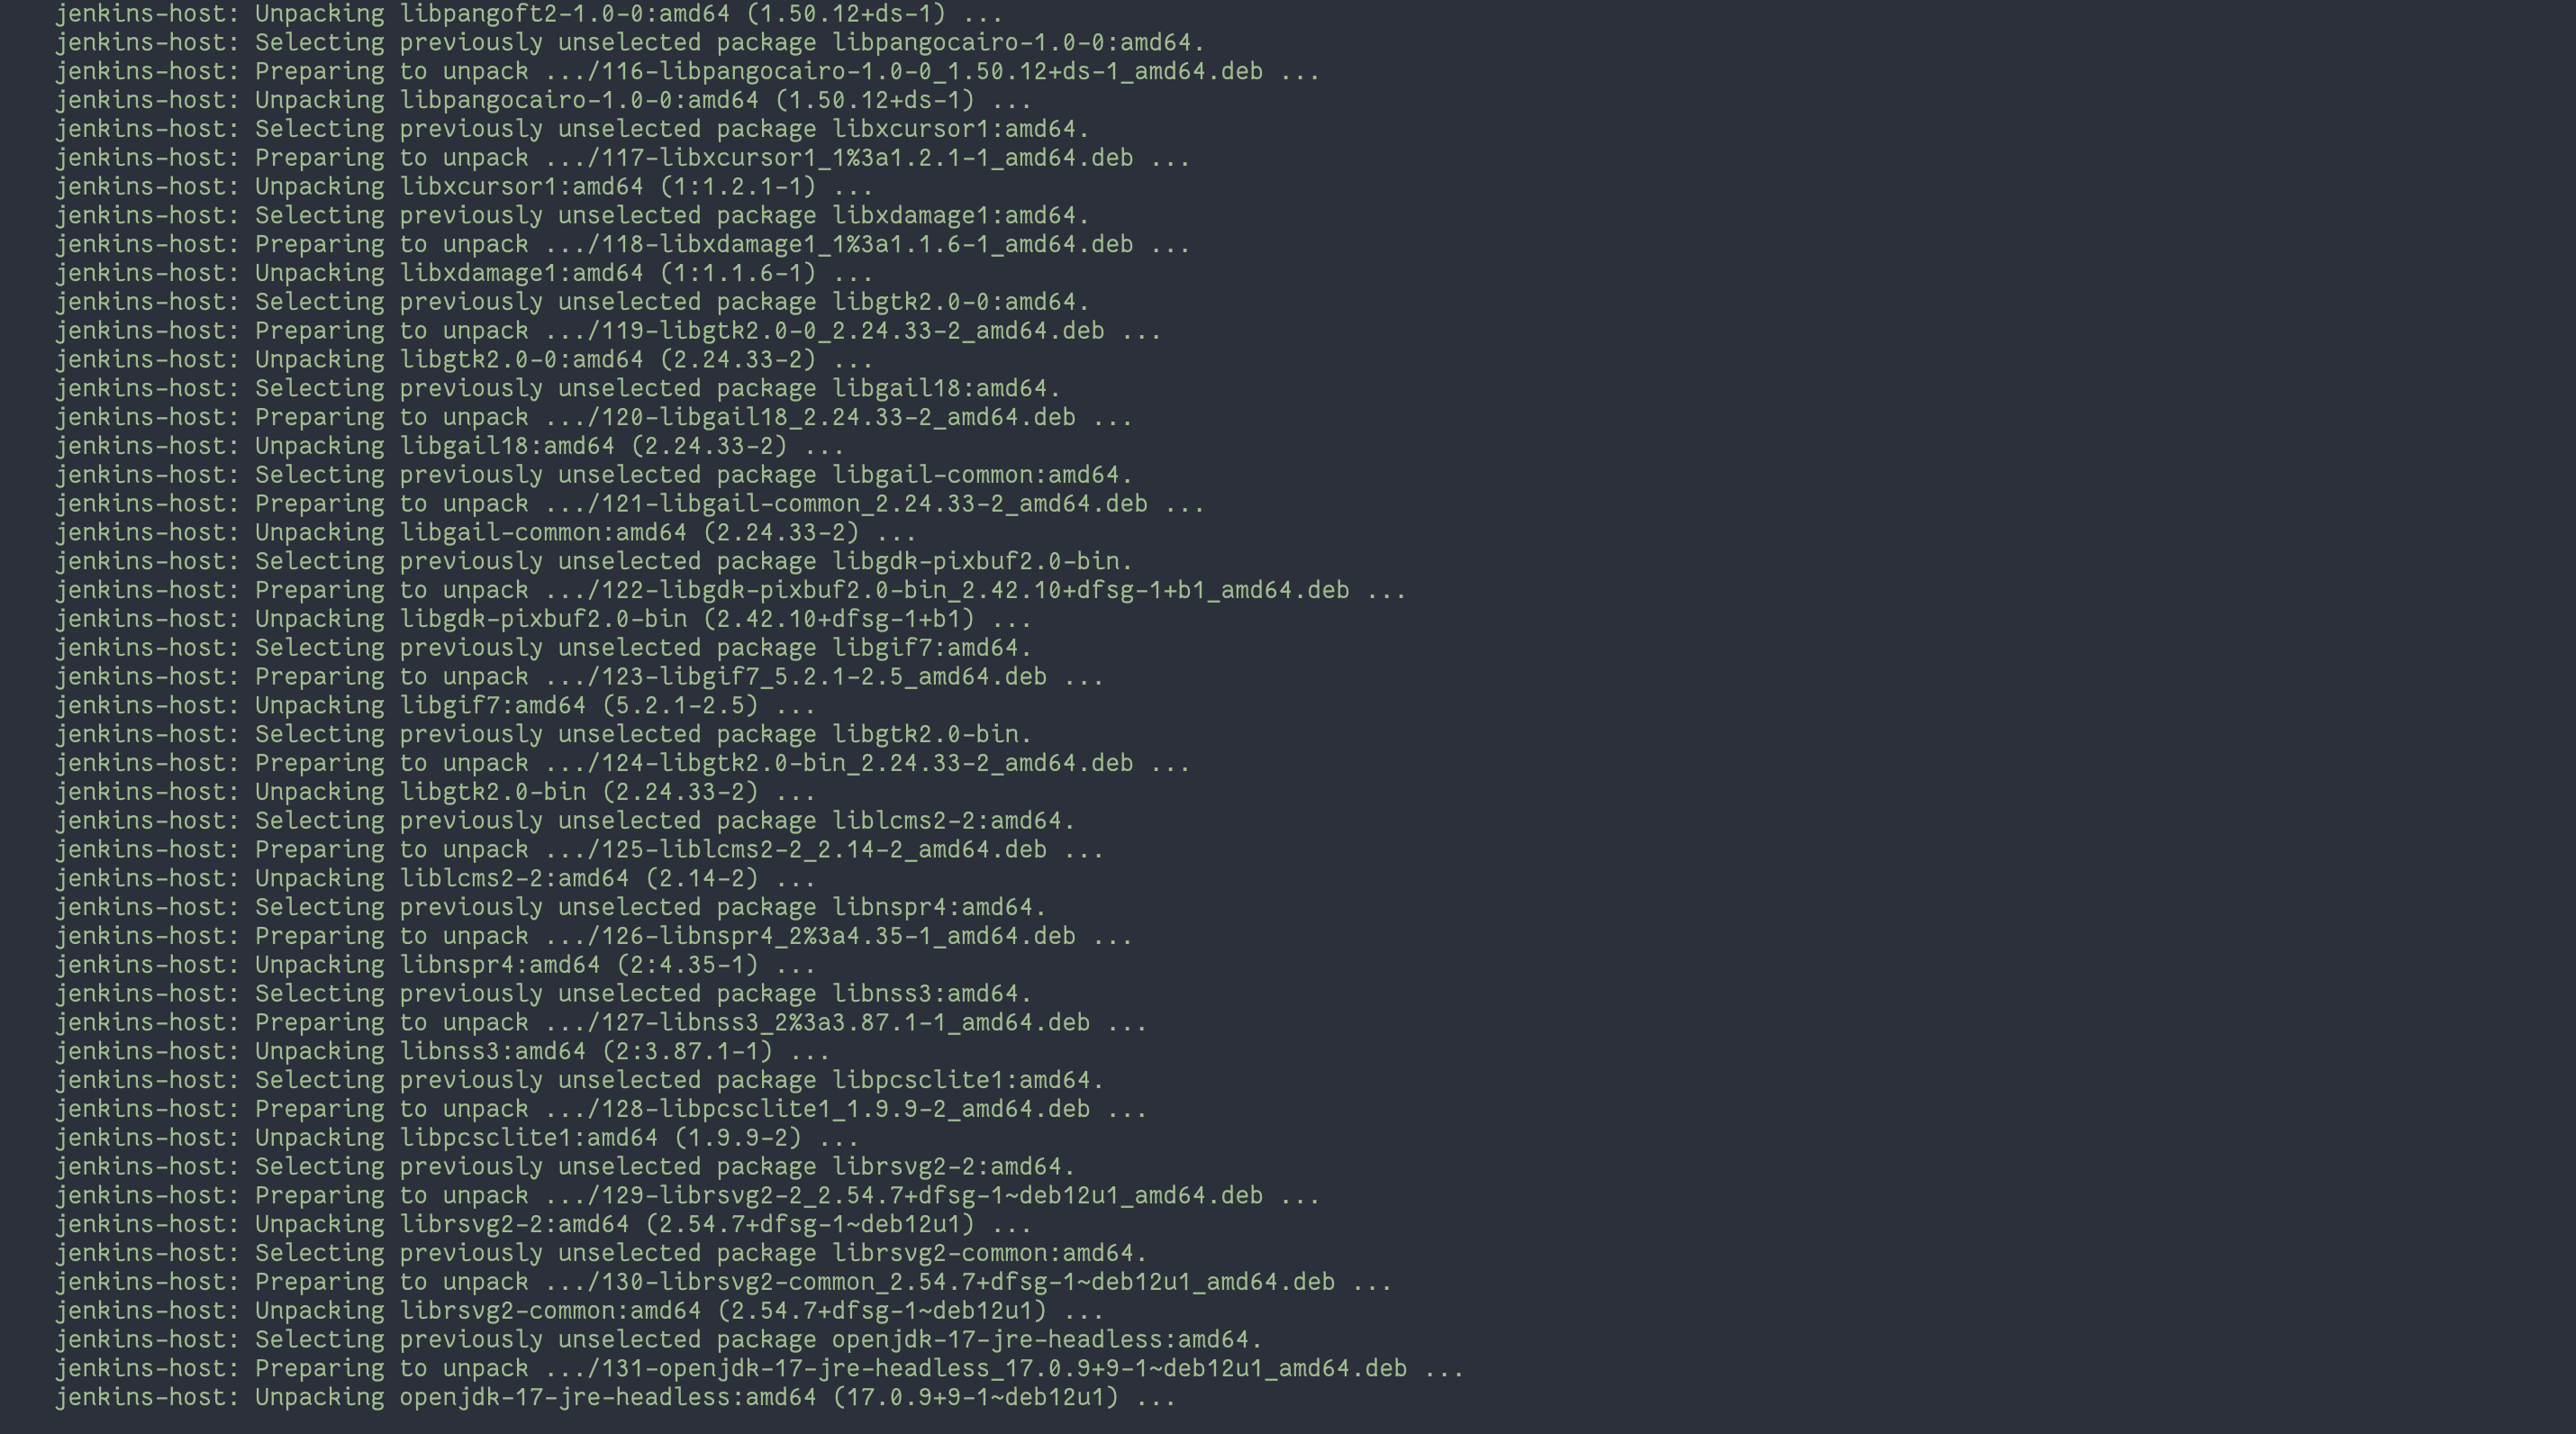 jenkins-host: Unpacking libpangoft2-1.0-0:amd64 (1.50.12+ds-1) ...
jenkins-host: Selecting previously unselected package libpangocairo-1.0-0:amd64.
jenkins-host: Preparing to unpack .../116-libpangocairo-1.0-0_1.50.12+ds-1_amd64.deb ...
jenkins-host: Unpacking libpangocairo-1.0-0:amd64 (1.50.12+ds-1) ...
jenkins-host: Selecting previously unselected package libxcursor1:amd64.
jenkins-host: Preparing to unpack .../117-libxcursor1_1%3a1.2.1-1_amd64.deb ...
jenkins-host: Unpacking libxcursor1:amd64 (1:1.2.1-1) ...
jenkins-host: Selecting previously unselected package libxdamage1:amd64.
jenkins-host: Preparing to unpack .../118-libxdamage1_1%3a1.1.6-1_amd64.deb ...
jenkins-host: Unpacking libxdamage1:amd64 (1:1.1.6-1) ...
jenkins-host: Selecting previously unselected package libgtk2.0-0:amd64.
jenkins-host: Preparing to unpack .../119-libgtk2.0-0_2.24.33-2_amd64.deb ...
jenkins-host: Unpacking libgtk2.0-0:amd64 (2.24.33-2) ...
jenkins-host: Selecting previously unselected package libgail18:amd64.
jenkins-host: Preparing to unpack .../120-libgail18_2.24.33-2_amd64.deb ...
jenkins-host: Unpacking libgail18:amd64 (2.24.33-2) ...
jenkins-host: Selecting previously unselected package libgail-common:amd64.
jenkins-host: Preparing to unpack .../121-libgail-common_2.24.33-2_amd64.deb ...
jenkins-host: Unpacking libgail-common:amd64 (2.24.33-2) ...
jenkins-host: Selecting previously unselected package libgdk-pixbuf2.0-bin.
jenkins-host: Preparing to unpack .../122-libgdk-pixbuf2.0-bin_2.42.10+dfsg-1+b1_amd64.deb ...
jenkins-host: Unpacking libgdk-pixbuf2.0-bin (2.42.10+dfsg-1+b1) ...
jenkins-host: Selecting previously unselected package libgif7:amd64.
jenkins-host: Preparing to unpack .../123-libgif7_5.2.1-2.5_amd64.deb ...
jenkins-host: Unpacking libgif7:amd64 (5.2.1-2.5) ...
jenkins-host: Selecting previously unselected package libgtk2.0-bin.
jenkins-host: Preparing to unpack .../124-libgtk2.0-bin_2.24.33-2_amd64.deb ...
jenkins-host: Unpacking libgtk2.0-bin (2.24.33-2) ...
jenkins-host: Selecting previously unselected package liblcms2-2:amd64.
jenkins-host: Preparing to unpack .../125-liblcms2-2_2.14-2_amd64.deb ...
jenkins-host: Unpacking liblcms2-2:amd64 (2.14-2) ...
jenkins-host: Selecting previously unselected package libnspr4:amd64.
jenkins-host: Preparing to unpack .../126-libnspr4_2%3a4.35-1_amd64.deb ...
jenkins-host: Unpacking libnspr4:amd64 (2:4.35-1) ...
jenkins-host: Selecting previously unselected package libnss3:amd64.
jenkins-host: Preparing to unpack .../127-libnss3_2%3a3.87.1-1_amd64.deb ...
jenkins-host: Unpacking libnss3:amd64 (2:3.87.1-1) ...
jenkins-host: Selecting previously unselected package libpcsclite1:amd64.
jenkins-host: Preparing to unpack .../128-libpcsclite1_1.9.9-2_amd64.deb ...
jenkins-host: Unpacking libpcsclite1:amd64 (1.9.9-2) ...
jenkins-host: Selecting previously unselected package librsvg2-2:amd64.
jenkins-host: Preparing to unpack .../129-librsvg2-2_2.54.7+dfsg-1~deb12u1_amd64.deb ...
jenkins-host: Unpacking librsvg2-2:amd64 (2.54.7+dfsg-1~deb12u1) ...
jenkins-host: Selecting previously unselected package librsvg2-common:amd64.
jenkins-host: Preparing to unpack .../130-librsvg2-common_2.54.7+dfsg-1~deb12u1_amd64.deb ...
jenkins-host: Unpacking librsvg2-common:amd64 (2.54.7+dfsg-1~deb12u1) ...
jenkins-host: Selecting previously unselected package openjdk-17-jre-headless:amd64.
jenkins-host: Preparing to unpack .../131-openjdk-17-jre-headless_17.0.9+9-1~deb12u1_amd64.deb ...
jenkins-host: Unpacking openjdk-17-jre-headless:amd64 (17.0.9+9-1~deb12u1) ...